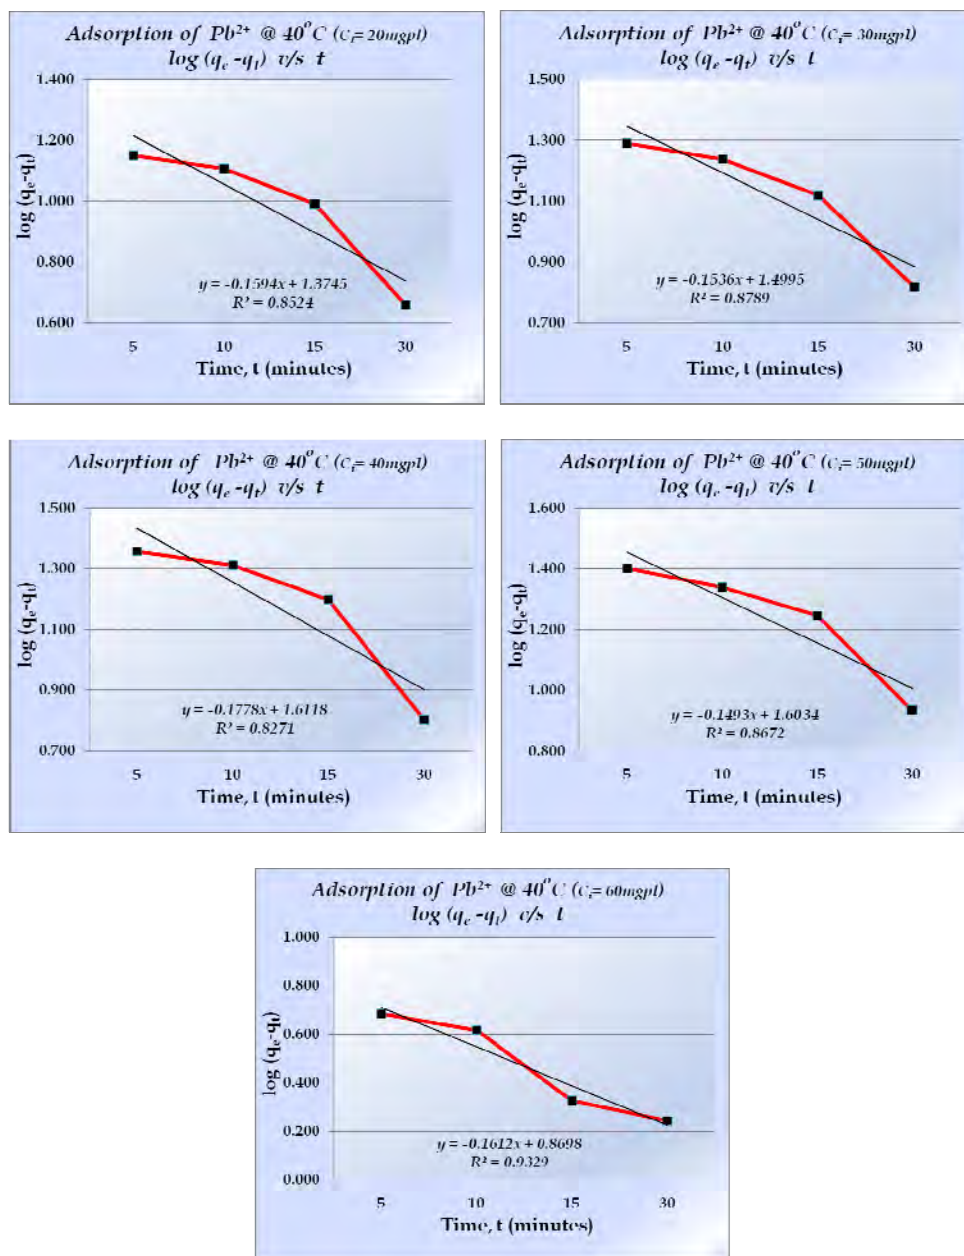 Adsorption of Pb²⁺ @ 40°C (Cᵢ= 20mgpl)
log (qₑ -qₜ) v/s t
1.400
1.200
1.000
0.800
0.600
log (qₑ-qₜ)
y = -0.1594x + 1.3745
R² = 0.8524
5 10 15 30
Time, t (minutes)
Adsorption of Pb²⁺ @ 40°C (Cᵢ= 30mgpl)
log (qₑ -qₜ) v/s t
1.500
1.300
1.100
0.900
0.700
log (qₑ-qₜ)
y = -0.1536x + 1.4995
R² = 0.8789
5 10 15 30
Time, t (minutes)
Adsorption of Pb²⁺ @ 40°C (Cᵢ= 40mgpl)
log (qₑ -qₜ) v/s t
1.500
1.300
1.100
0.900
0.700
log (qₑ-qₜ)
y = -0.1778x + 1.6118
R² = 0.8271
5 10 15 30
Time, t (minutes)
Adsorption of Pb²⁺ @ 40°C (Cᵢ= 50mgpl)
log (qₑ -qₜ) v/s t
1.600
1.400
1.200
1.000
0.800
log (qₑ-qₜ)
y = -0.1493x + 1.6034
R² = 0.8672
5 10 15 30
Time, t (minutes)
Adsorption of Pb²⁺ @ 40°C (Cᵢ= 60mgpl)
log (qₑ -qₜ) v/s t
1.000
0.800
0.600
0.400
0.200
0.000
log (qₑ-qₜ)
y = -0.1612x + 0.8698
R² = 0.9329
5 10 15 30
Time, t (minutes)